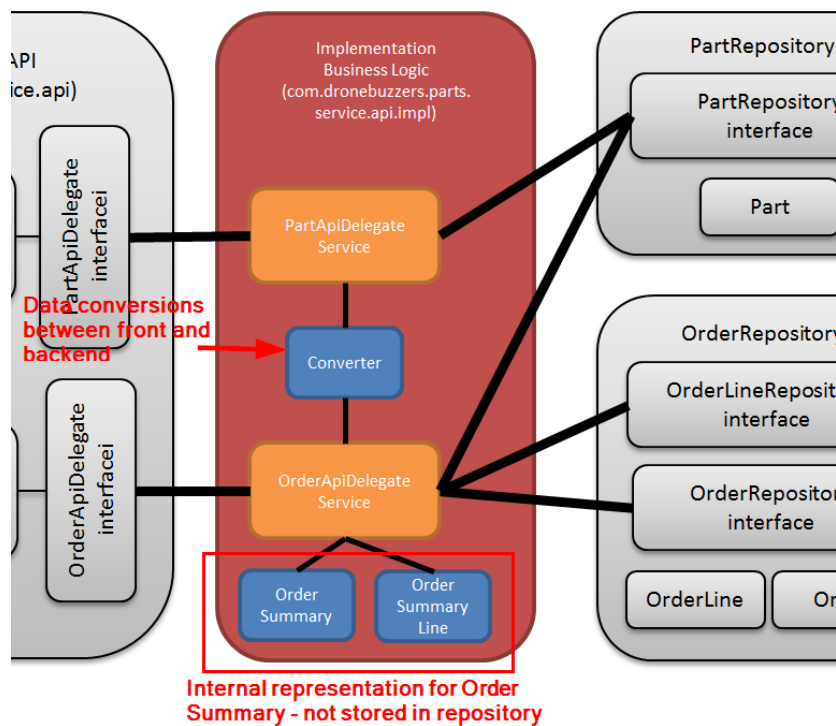 API
ice.api)
PartApiDelegate
interfacei
OrderApiDelegate
interfacei
Implementation
Business Logic
(com.dronebuzzers.parts.
service.api.impl)
PartApiDelegate
Service
Data conversions
between front and
backend
Converter
OrderApiDelegate
Service
Order
Summary
Order
Summary
Line
Internal representation for Order
Summary - not stored in repository
PartRepository
PartRepository
interface
Part
OrderRepository
OrderLineReposit
interface
OrderRepositor
interface
OrderLine
Or